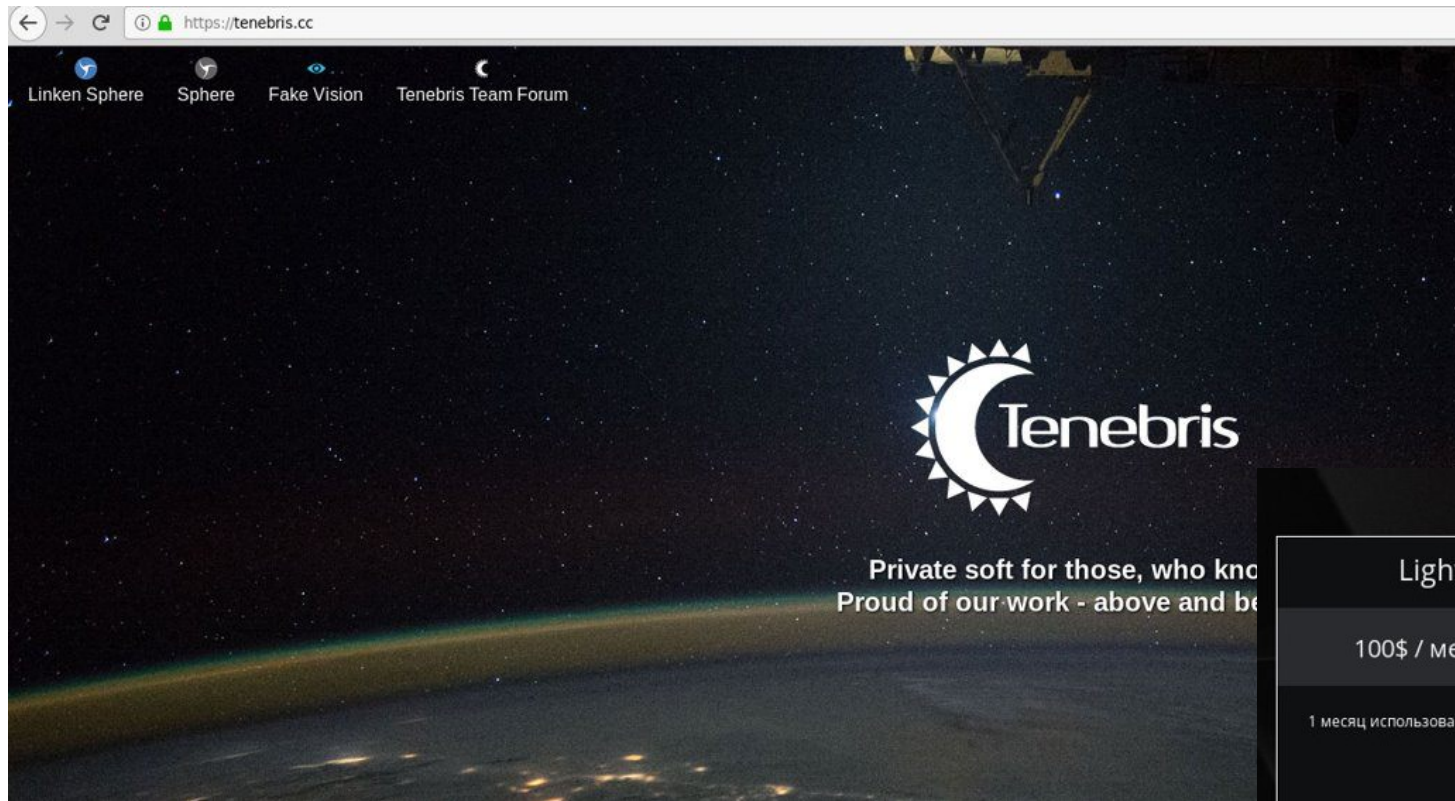 https://tenebris.cc
Linken Sphere Sphere Fake Vision Tenebris Team Forum
Tenebris
Private soft for those, who kno
Proud of our work - above and be
Ligh
100$ / ме
1 месяц использова